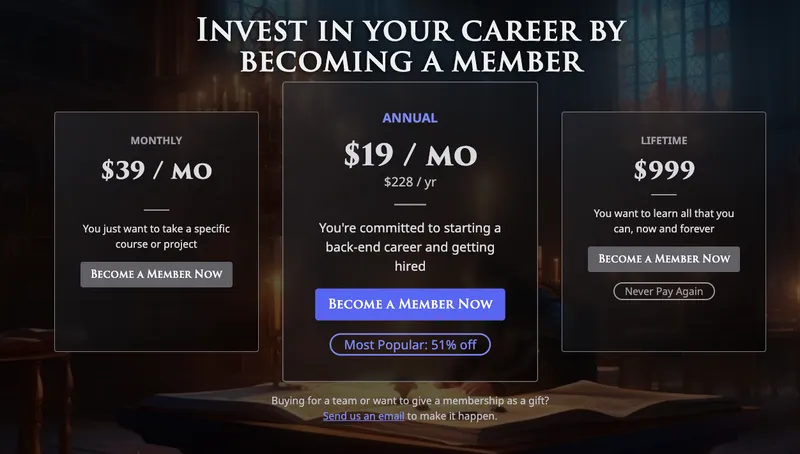 Invest in your career by
becoming a member
MONTHLY
$39 / mo
You just want to take a specific
course or project
Become a Member Now
ANNUAL
$19 / mo
$228 / yr
You're committed to starting a
back-end career and getting
hired
Become a Member Now
Most Popular: 51% off
LIFETIME
$999
You want to learn all that you
can, now and forever
Become a Member Now
Never Pay Again
Buying for a team or want to give a membership as a gift?
Send us an email to make it happen.